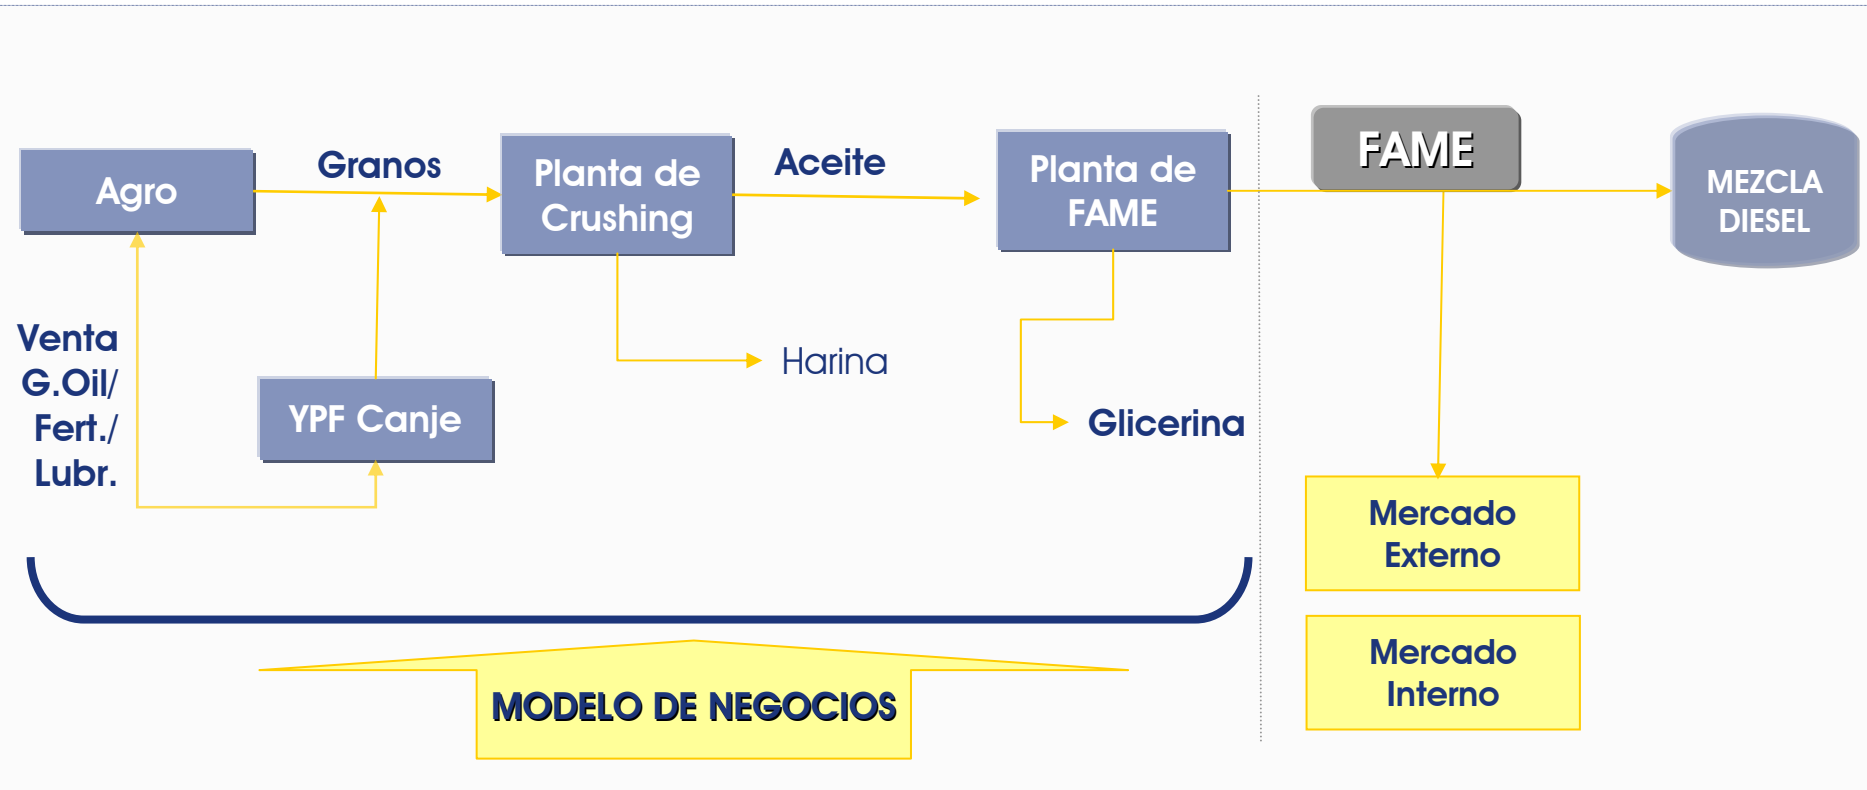 Agro
Granos
Planta de
Crushing
Aceite
Planta de
FAME
FAME
MEZCLA
DIESEL
Venta
G.Oil/
Fert./
Lubr.
YPF Canje
Harina
Glicerina
Mercado
Externo
Mercado
Interno
MODELO DE NEGOCIOS